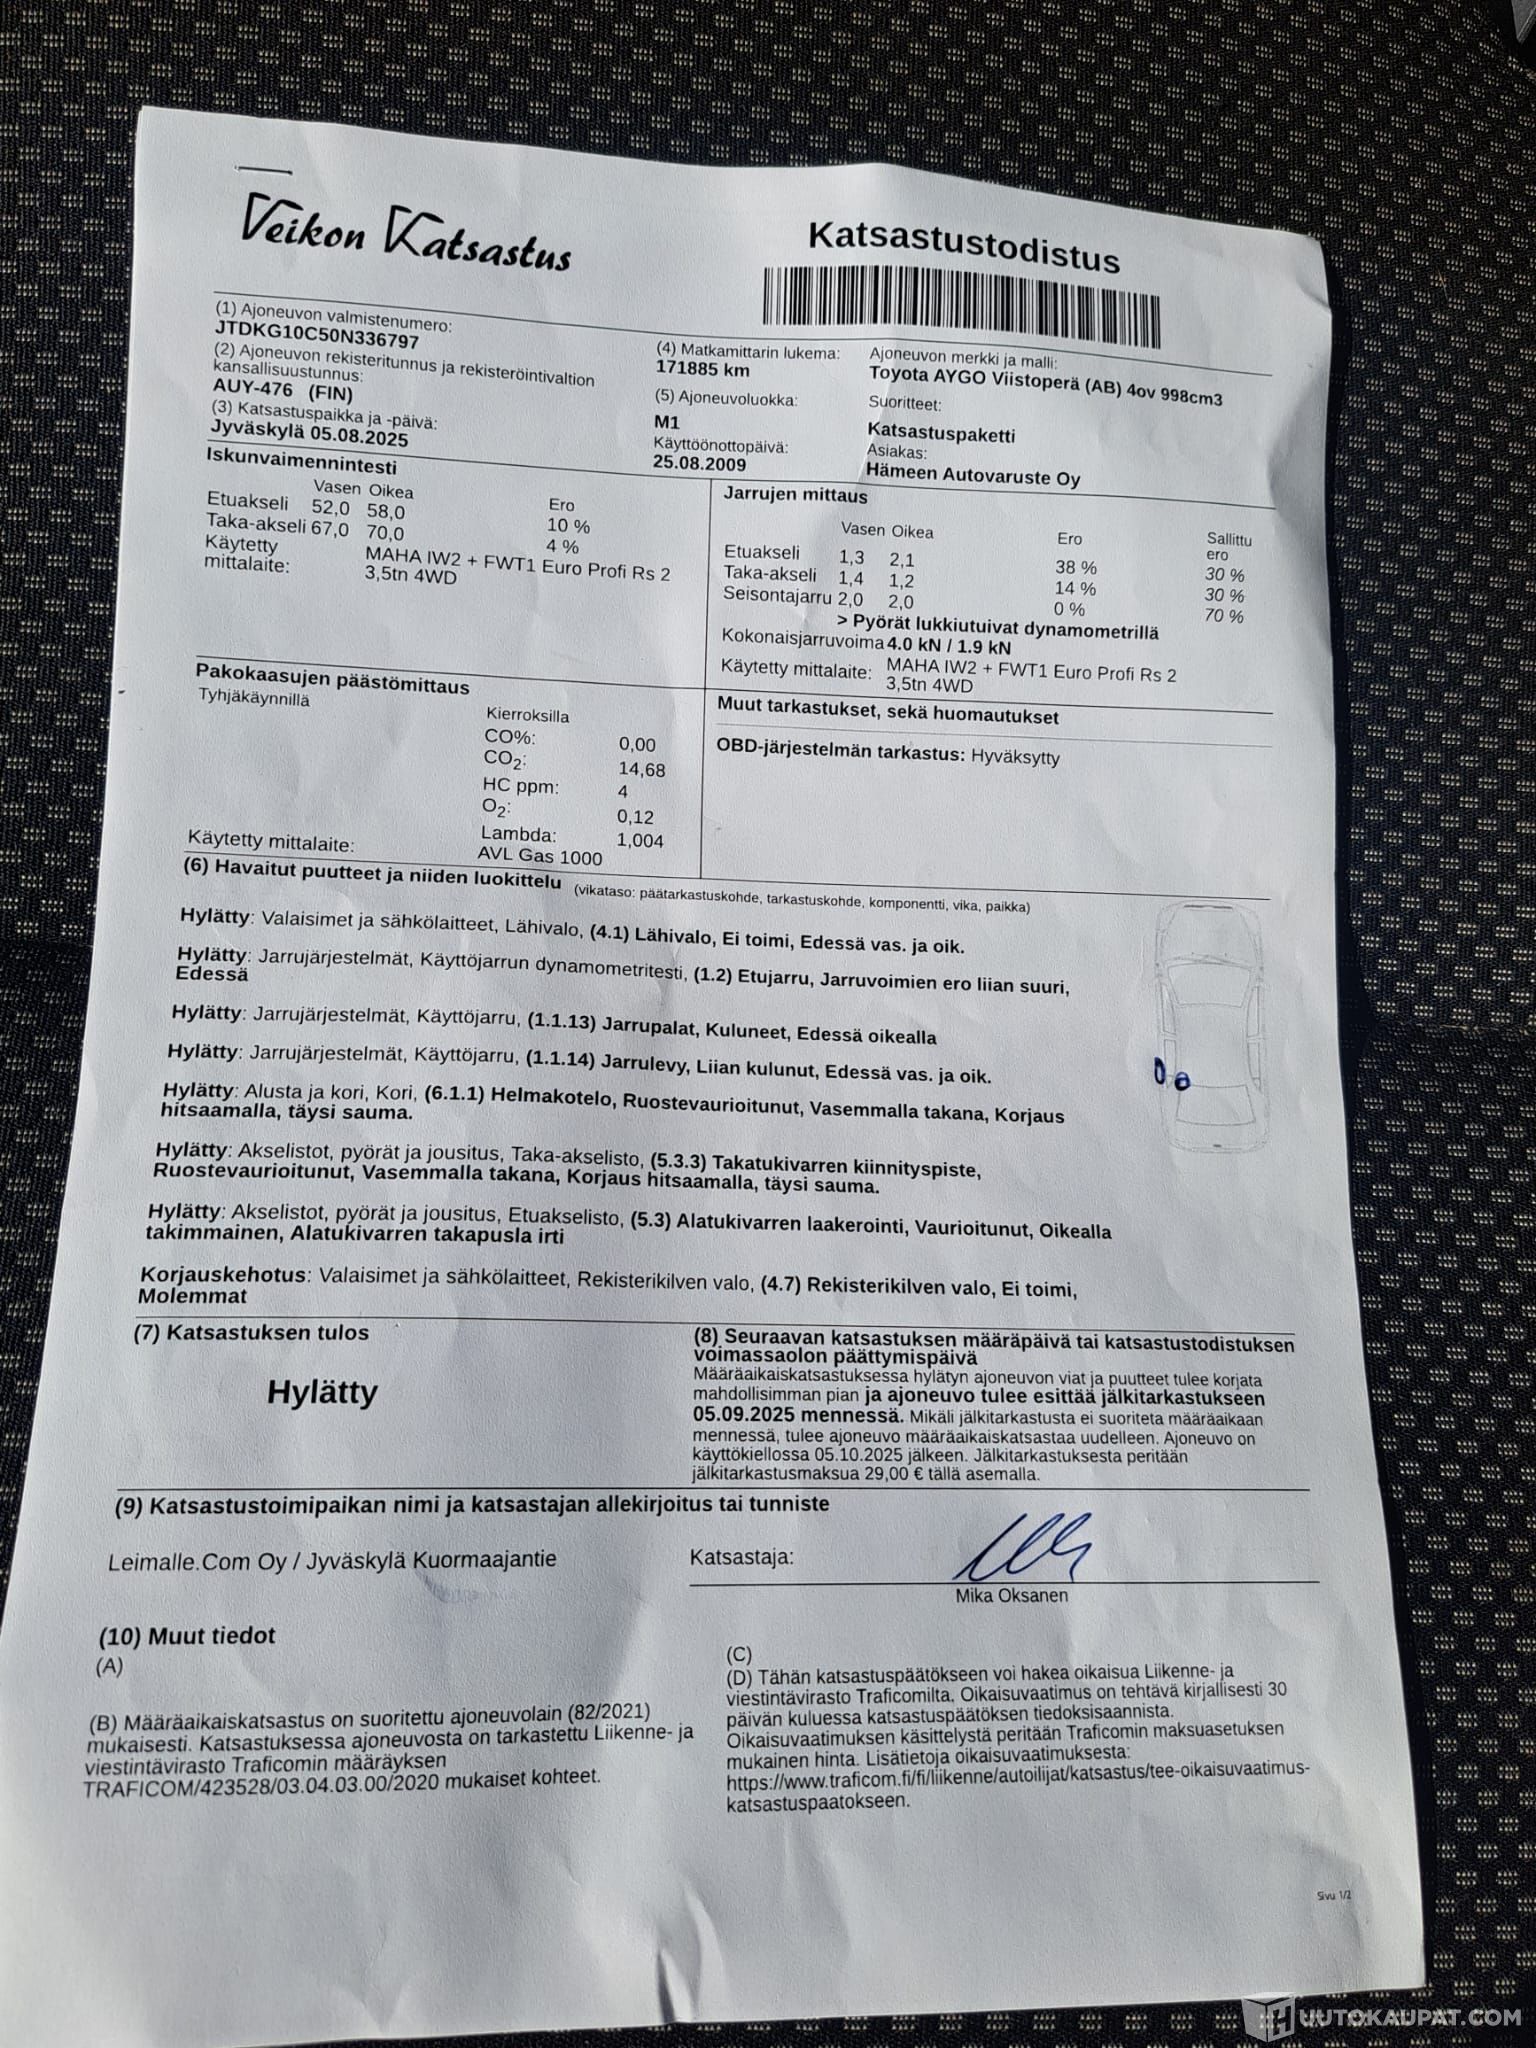 Veikon Katsastus
Katsastustodistus
(1) Ajoneuvon valmistenumero:
JTDKG10C50N336797
(2) Ajoneuvon rekisteritunnus ja rekisteröintivaltion
kansallisuustunnus:
AUY-476 (FIN)
(3) Katsastuspaikka ja -päivä:
Jyväskylä 05.08.2025
(4) Matkamittarin lukema:
171885 km
(5) Ajoneuvoluokka:
M1
Käyttöönottopäivä:
25.08.2009
Ajoneuvon merkki ja malli:
Toyota AYGO Viistoperä (AB) 4ov 998cm3
Suoritteet:
Katsastuspaketti
Asiakas:
Hämeen Autovaruste Oy
Iskunvaimennintesti
Vasen Oikea Ero
Etuakseli 52,0 58,0 10 %
Taka-akseli 67,0 70,0 4 %
Käytetty
mittalaite:
MAHA IW2 + FWT1 Euro Profi Rs 2
3,5tn 4WD
Jarrujen mittaus
Vasen Oikea Ero Sallittu
ero
Etuakseli 1,3 2,1 38 % 30 %
Taka-akseli 1,4 1,2 14 % 30 %
Seisontajarru 2,0 2,0 0 % 70 %
> Pyörät lukkiutuivat dynamometrillä
Kokonaisjarruvoima 4.0 kN / 1.9 kN
Käytetty mittalaite: MAHA IW2 + FWT1 Euro Profi Rs 2
3,5tn 4WD
Pakokaasujen päästömittaus
Tyhjäkäynnillä
Kierroksilla
CO%: 0,00
CO2: 14,68
HC ppm: 4
O2: 0,12
Lambda: 1,004
Käytetty mittalaite: AVL Gas 1000
Muut tarkastukset, sekä huomautukset
OBD-järjestelmän tarkastus: Hyväksytty
(6) Havaitut puutteet ja niiden luokittelu (vikataso: päätarkastuskohde, tarkastuskohde, komponentti, vika, paikka)
Hylätty: Valaisimet ja sähkölaitteet, Lähivalo, (4.1) Lähivalo, Ei toimi, Edessä vas. ja oik.
Hylätty: Jarrujärjestelmät, Käyttöjarrun dynamometritesti, (1.2) Etujarru, Jarruvoimien ero liian suuri,
Edessä
Hylätty: Jarrujärjestelmät, Käyttöjarru, (1.1.13) Jarrupalat, Kuluneet, Edessä oikealla
Hylätty: Jarrujärjestelmät, Käyttöjarru, (1.1.14) Jarrulevy, Liian kulunut, Edessä vas. ja oik.
Hylätty: Alusta ja kori, Kori, (6.1.1) Helmakotelo, Ruostevaurioitunut, Vasemmalla takana, Korjaus
hitsaamalla, täysi sauma.
Hylätty: Akselistot, pyörät ja jousitus, Taka-akselisto, (5.3.3) Takatukivarren kiinnityspiste,
Ruostevaurioitunut, Vasemmalla takana, Korjaus hitsaamalla, täysi sauma.
Hylätty: Akselistot, pyörät ja jousitus, Etuakselisto, (5.3) Alatukivarren laakerointi, Vaurioitunut, Oikealla
takimmainen, Alatukivarren takapusla irti
Korjauskehotus: Valaisimet ja sähkölaitteet, Rekisterikilven valo, (4.7) Rekisterikilven valo, Ei toimi,
Molemmat
(7) Katsastuksen tulos
Hylätty
(8) Seuraavan katsastuksen määräpäivä tai katsastustodistuksen
voimassaolon päättymispäivä
Määräaikaiskatsastuksessa hylätyn ajoneuvon viat ja puutteet tulee korjata
mahdollisimman pian ja ajoneuvo tulee esittää jälkitarkastukseen
05.09.2025 mennessä. Mikäli jälkitarkastusta ei suoriteta määräaikaan
mennessä, tulee ajoneuvo määräaikaiskatsastaa uudelleen. Ajoneuvo on
käyttökiellossa 05.10.2025 jälkeen. Jälkitarkastuksesta peritään
jälkitarkastusmaksua 29,00 € tällä asemalla.
(9) Katsastustoimipaikan nimi ja katsastajan allekirjoitus tai tunniste
Leimalle.Com Oy / Jyväskylä Kuormaajantie
Katsastaja:
Mika Oksanen
(10) Muut tiedot
(A)
(B) Määräaikaiskatsastus on suoritettu ajoneuvolain (82/2021)
mukaisesti. Katsastuksessa ajoneuvosta on tarkastettu Liikenne- ja
viestintävirasto Traficomin määräyksen
TRAFICOM/423528/03.04.03.00/2020 mukaiset kohteet.
(C)
(D) Tähän katsastuspäätökseen voi hakea oikaisua Liikenne- ja
viestintävirasto Traficomilta. Oikaisuvaatimus on tehtävä kirjallisesti 30
päivän kuluessa katsastuspäätöksen tiedoksisaannista.
Oikaisuvaatimuksen käsittelystä peritään Traficomin maksuasetuksen
mukainen hinta. Lisätietoja oikaisuvaatimuksesta:
https://www.traficom.fi/fi/liikenne/autoilijat/katsastus/tee-oikaisuvaatimus-
katsastuspaatokseen.
Sivu 1/2
HUUTOKAUPAT.COM